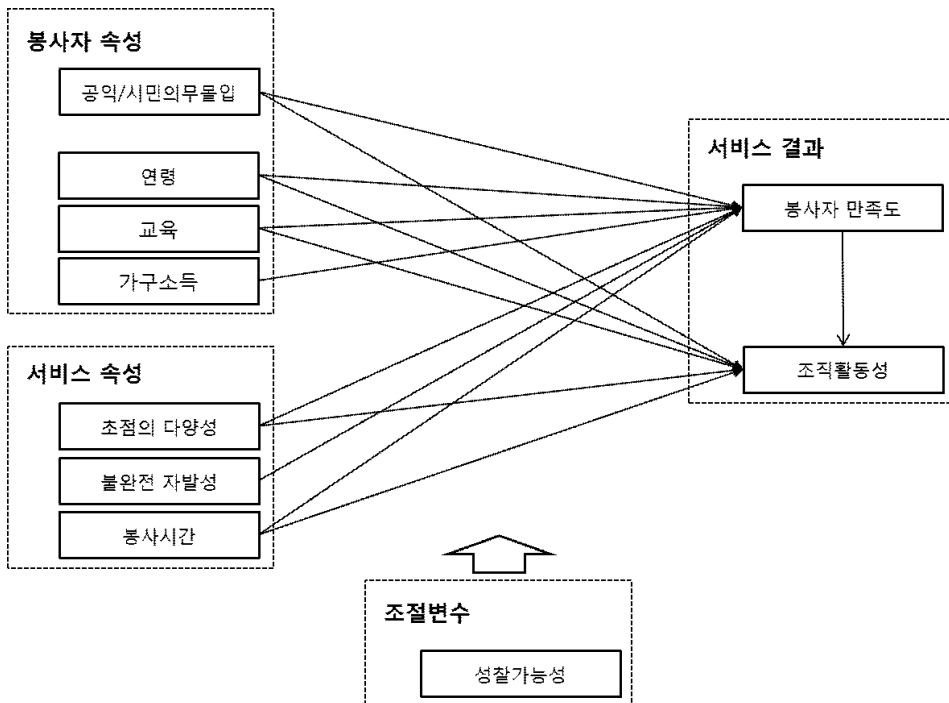 봉사자 속성
공익/시민의무몰입
연령
교육
가구소득
서비스 속성
초점의 다양성
불완전 자발성
봉사시간
서비스 결과
봉사자 만족도
조직활동성
조절변수
성찰가능성